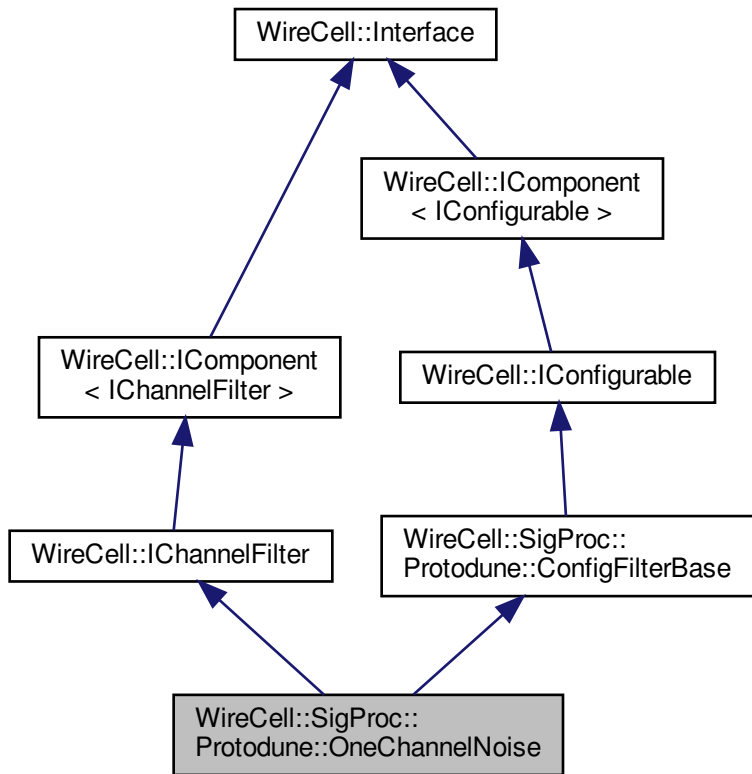 WireCell::Interface
WireCell::IComponent
< IConfigurable >
WireCell::IComponent
< IChannelFilter >
WireCell::IConfigurable
WireCell::IChannelFilter
WireCell::SigProc::
Protodune::ConfigFilterBase
WireCell::SigProc::
Protodune::OneChannelNoise